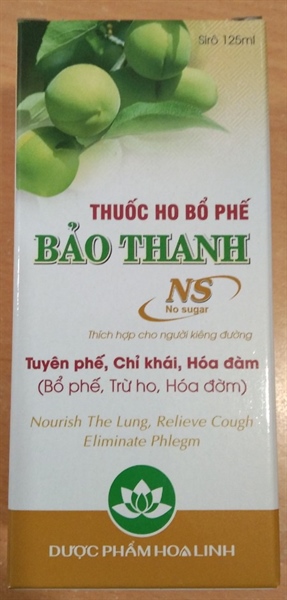 Sirô 125ml
THUỐC HO BỔ PHẾ
BẢO THANH
NS
No sugar
Thích hợp cho người kiêng đường
Tuyên phế, Chỉ khái, Hóa đàm
(Bổ phế, Trừ ho, Hóa đờm)
Nourish The Lung, Relieve Cough
Eliminate Phlegm
DƯỢC PHẨM HOA LINH